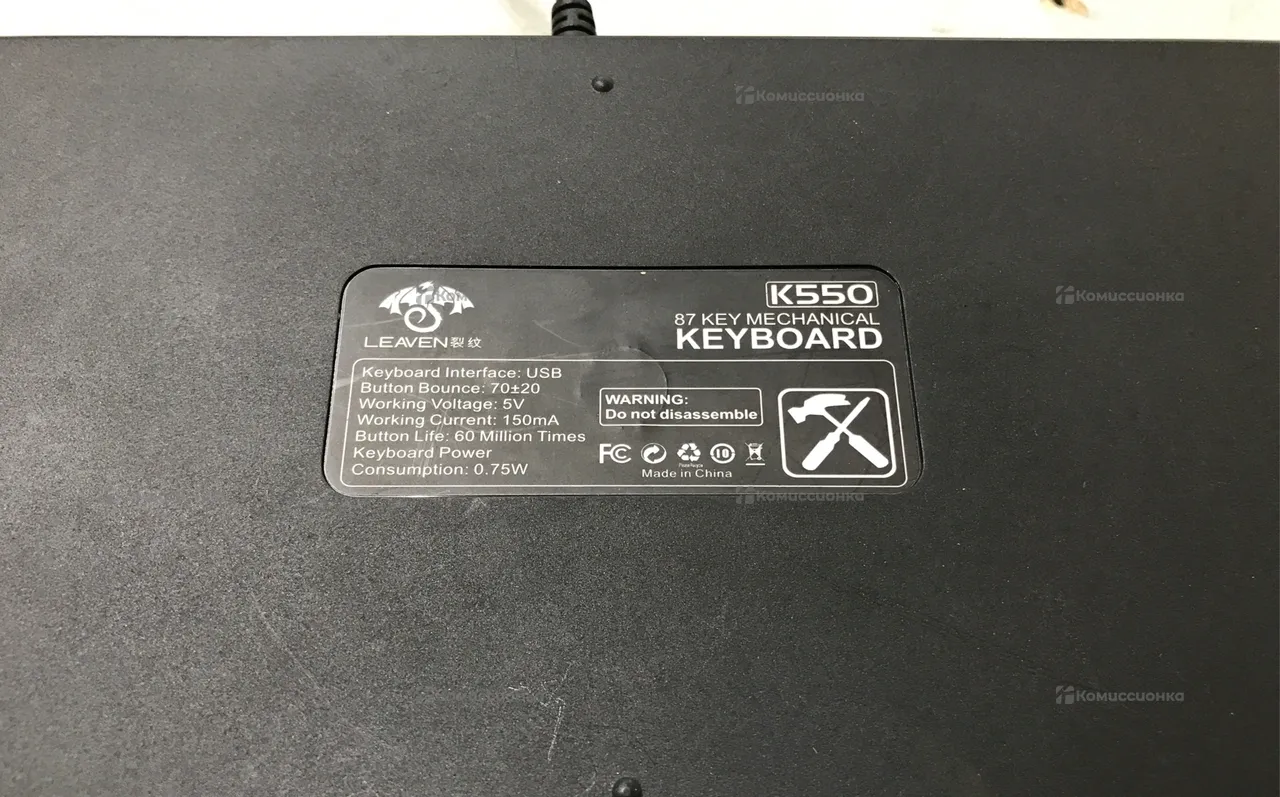 Комиссионка
Комиссионка
LEAVEN裂纹
K550
87 KEY MECHANICAL
KEYBOARD
Keyboard Interface: USB
Button Bounce: 70±20
Working Voltage: 5V
Working Current: 150mA
Button Life: 60 Million Times
Keyboard Power
Consumption: 0.75W
WARNING:
Do not disassemble
FC
10
Made in China
Комиссионка
Комиссионка